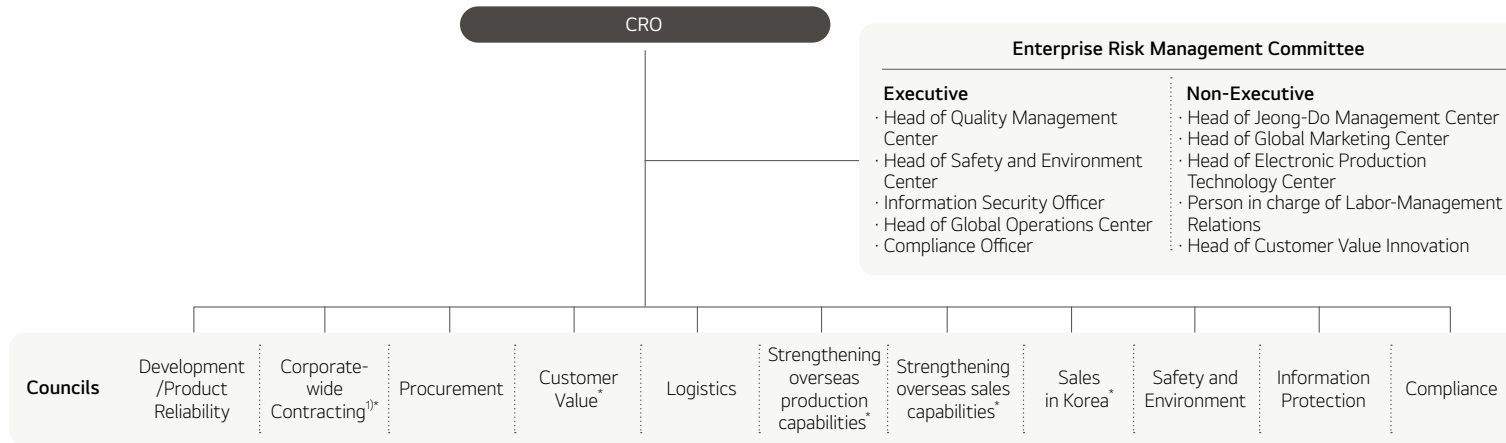 CRO
Enterprise Risk Management Committee
Executive
· Head of Quality Management
Center
· Head of Safety and Environment
Center
· Information Security Officer
· Head of Global Operations Center
· Compliance Officer
Non-Executive
· Head of Jeong-Do Management Center
· Head of Global Marketing Center
· Head of Electronic Production
Technology Center
· Person in charge of Labor-Management
Relations
· Head of Customer Value Innovation
Councils
Development
/Product
Reliability
Corporate-
wide
Contracting1)*
Procurement
Customer
Value*
Logistics
Strengthening
overseas
production
capabilities*
Strengthening
overseas sales
capabilities*
Sales
in Korea*
Safety and
Environment
Information
Protection
Compliance